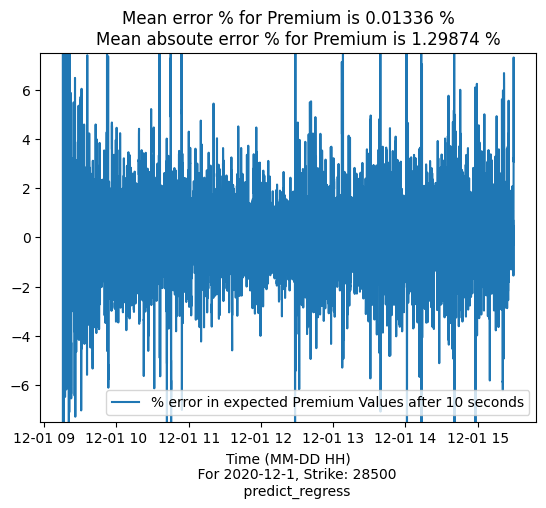 Mean error % for Premium is 0.01336 %
Mean absoute error % for Premium is 1.29874 %
6
4
2
0
−2
−4
−6
% error in expected Premium Values after 10 seconds
12-01 09 12-01 10 12-01 11 12-01 12 12-01 13 12-01 14 12-01 15
Time (MM-DD HH)
For 2020-12-1, Strike: 28500
predict_regress